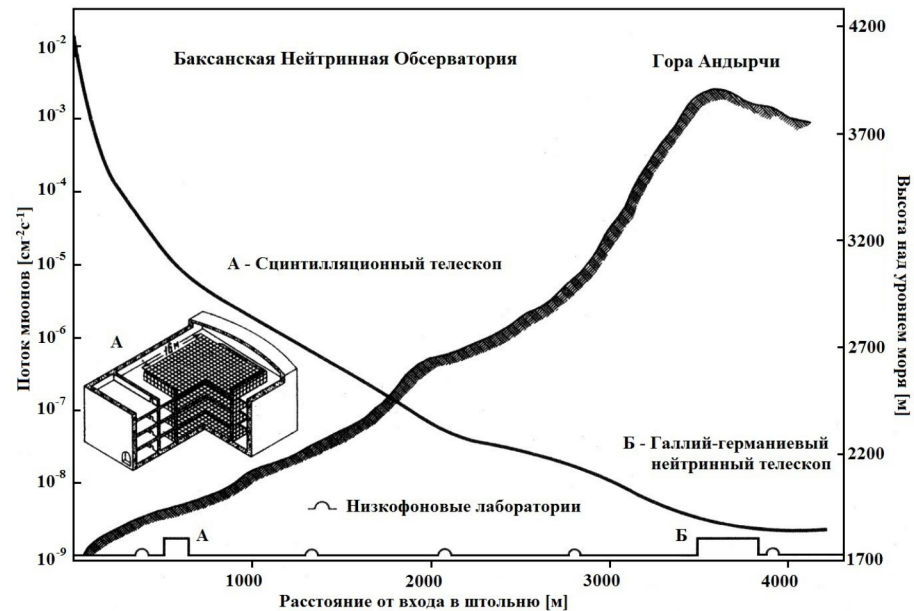 Баксанская Нейтринная Обсерватория
Гора Андырчи
А - Сцинтилляционный телескоп
А
16 м
Б - Галлий-германиевый
нейтринный телескоп
Низкофоновые лаборатории
А
Б
Поток мюонов [см⁻²с⁻¹]
10⁻²
10⁻³
10⁻⁴
10⁻⁵
10⁻⁶
10⁻⁷
10⁻⁸
10⁻⁹
Высота над уровнем моря [м]
4200
3700
3200
2700
2200
1700
1000
2000
3000
4000
Расстояние от входа в штольню [м]